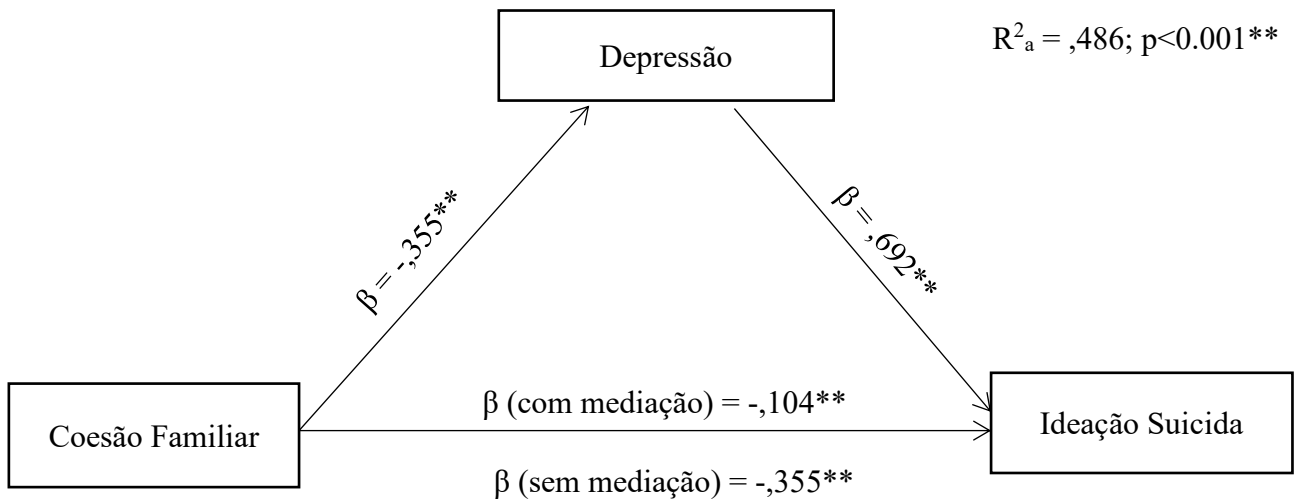 Depressão
R²ₐ = ,486; p<0.001**
β = -,355**
β = ,692**
β (com mediação) = -,104**
Coesão Familiar
Ideação Suicida
β (sem mediação) = -,355**